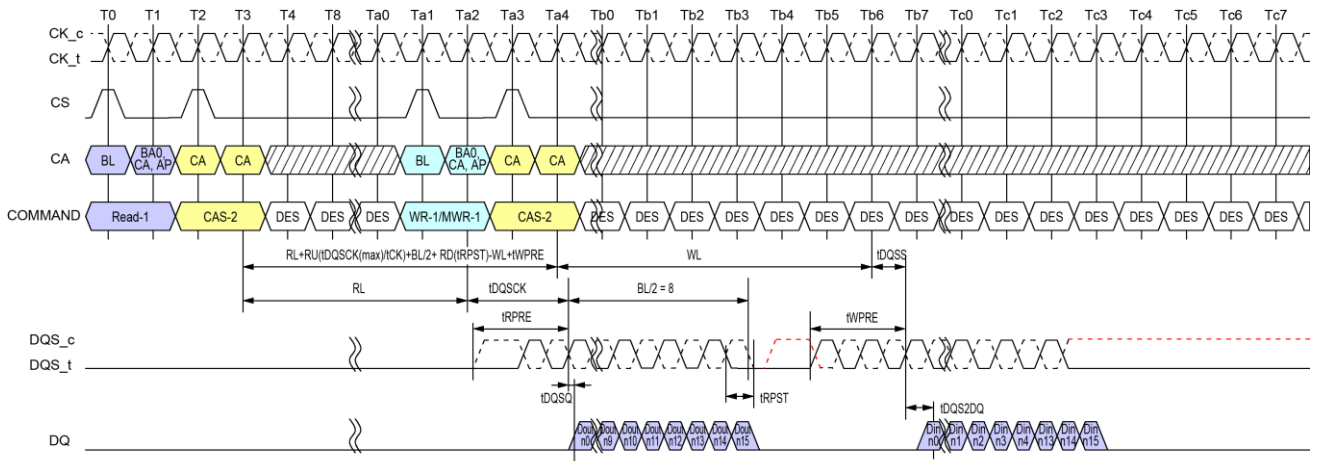 T0 T1 T2 T3 T4 T8 Ta0 Ta1 Ta2 Ta3 Ta4 Tb0 Tb1 Tb2 Tb3 Tb4 Tb5 Tb6 Tb7 Tc0 Tc1 Tc2 Tc3 Tc4 Tc5 Tc6 Tc7
CK_c
CK_t
CS
CA BL BA0, CA, AP CA CA BL BA0, CA, AP CA CA
COMMAND Read-1 CAS-2 DES DES DES WR-1/MWR-1 CAS-2 DES DES DES DES DES DES DES DES DES DES DES DES DES DES DES DES
RL+RU(tDQSCK(max)/tCK)+BL/2+ RD(tRPST)-WL+tWPRE WL tDQSS
RL tDQSCK BL/2 = 8
tRPRE tWPRE
DQS_c
DQS_t
tDQSQ tRPST
tDQS2DQ
DQ Dout n0 Dout n9 Dout n10 Dout n11 Dout n12 Dout n13 Dout n14 Dout n15 Din n0 Din n1 Din n2 Din n3 Din n4 Din n13 Din n14 Din n15